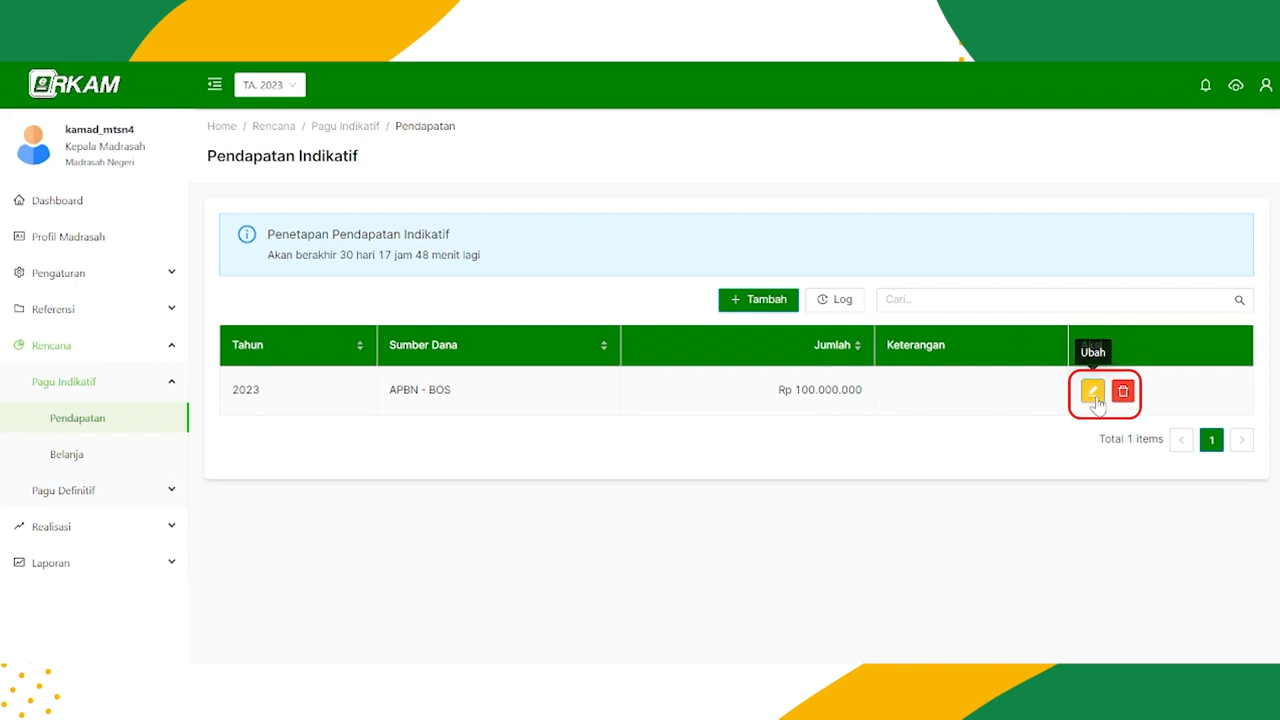 eRKAM
TA. 2023
kamad_mtsn4
Kepala Madrasah
Madrasah Negeri
Dashboard
Profil Madrasah
Pengaturan
Referensi
Rencana
Pagu Indikatif
Pendapatan
Belanja
Pagu Definitif
Realisasi
Laporan
Home / Rencana / Pagu Indikatif / Pendapatan
Pendapatan Indikatif
Penetapan Pendapatan Indikatif
Akan berakhir 30 hari 17 jam 48 menit lagi
+ Tambah
Log
Cari..
Tahun
Sumber Dana
Jumlah
Keterangan
Ubah
2023
APBN - BOS
Rp 100.000.000
Total 1 items
<
1
>